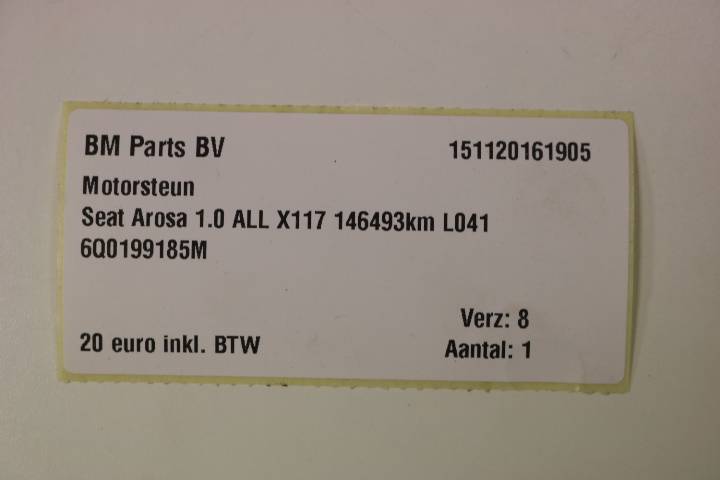 BM Parts BV 151120161905
Motorsteun
Seat Arosa 1.0 ALL X117 146493km L041
6Q0199185M
Verz: 8
20 euro inkl. BTW Aantal: 1